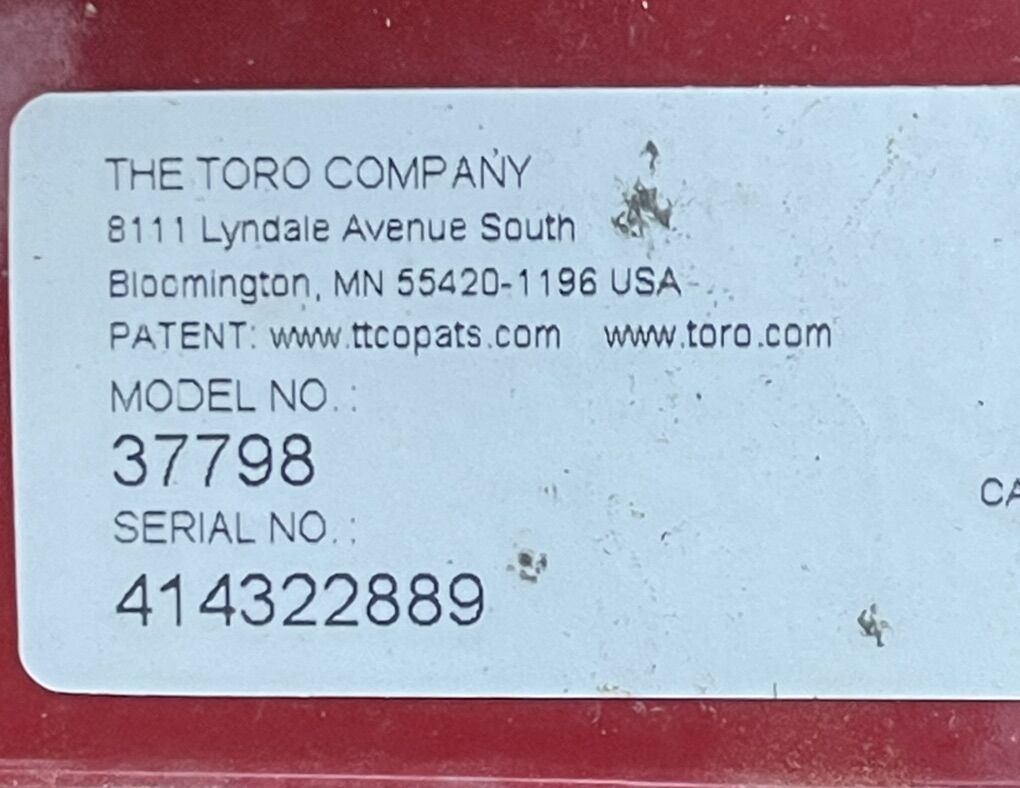 THE TORO COMPANY
8111 Lyndale Avenue South
Bloomington, MN 55420-1196 USA
PATENT: www.ttcopats.com www.toro.com
MODEL NO.:
37798
SERIAL NO.:
414322889
CA